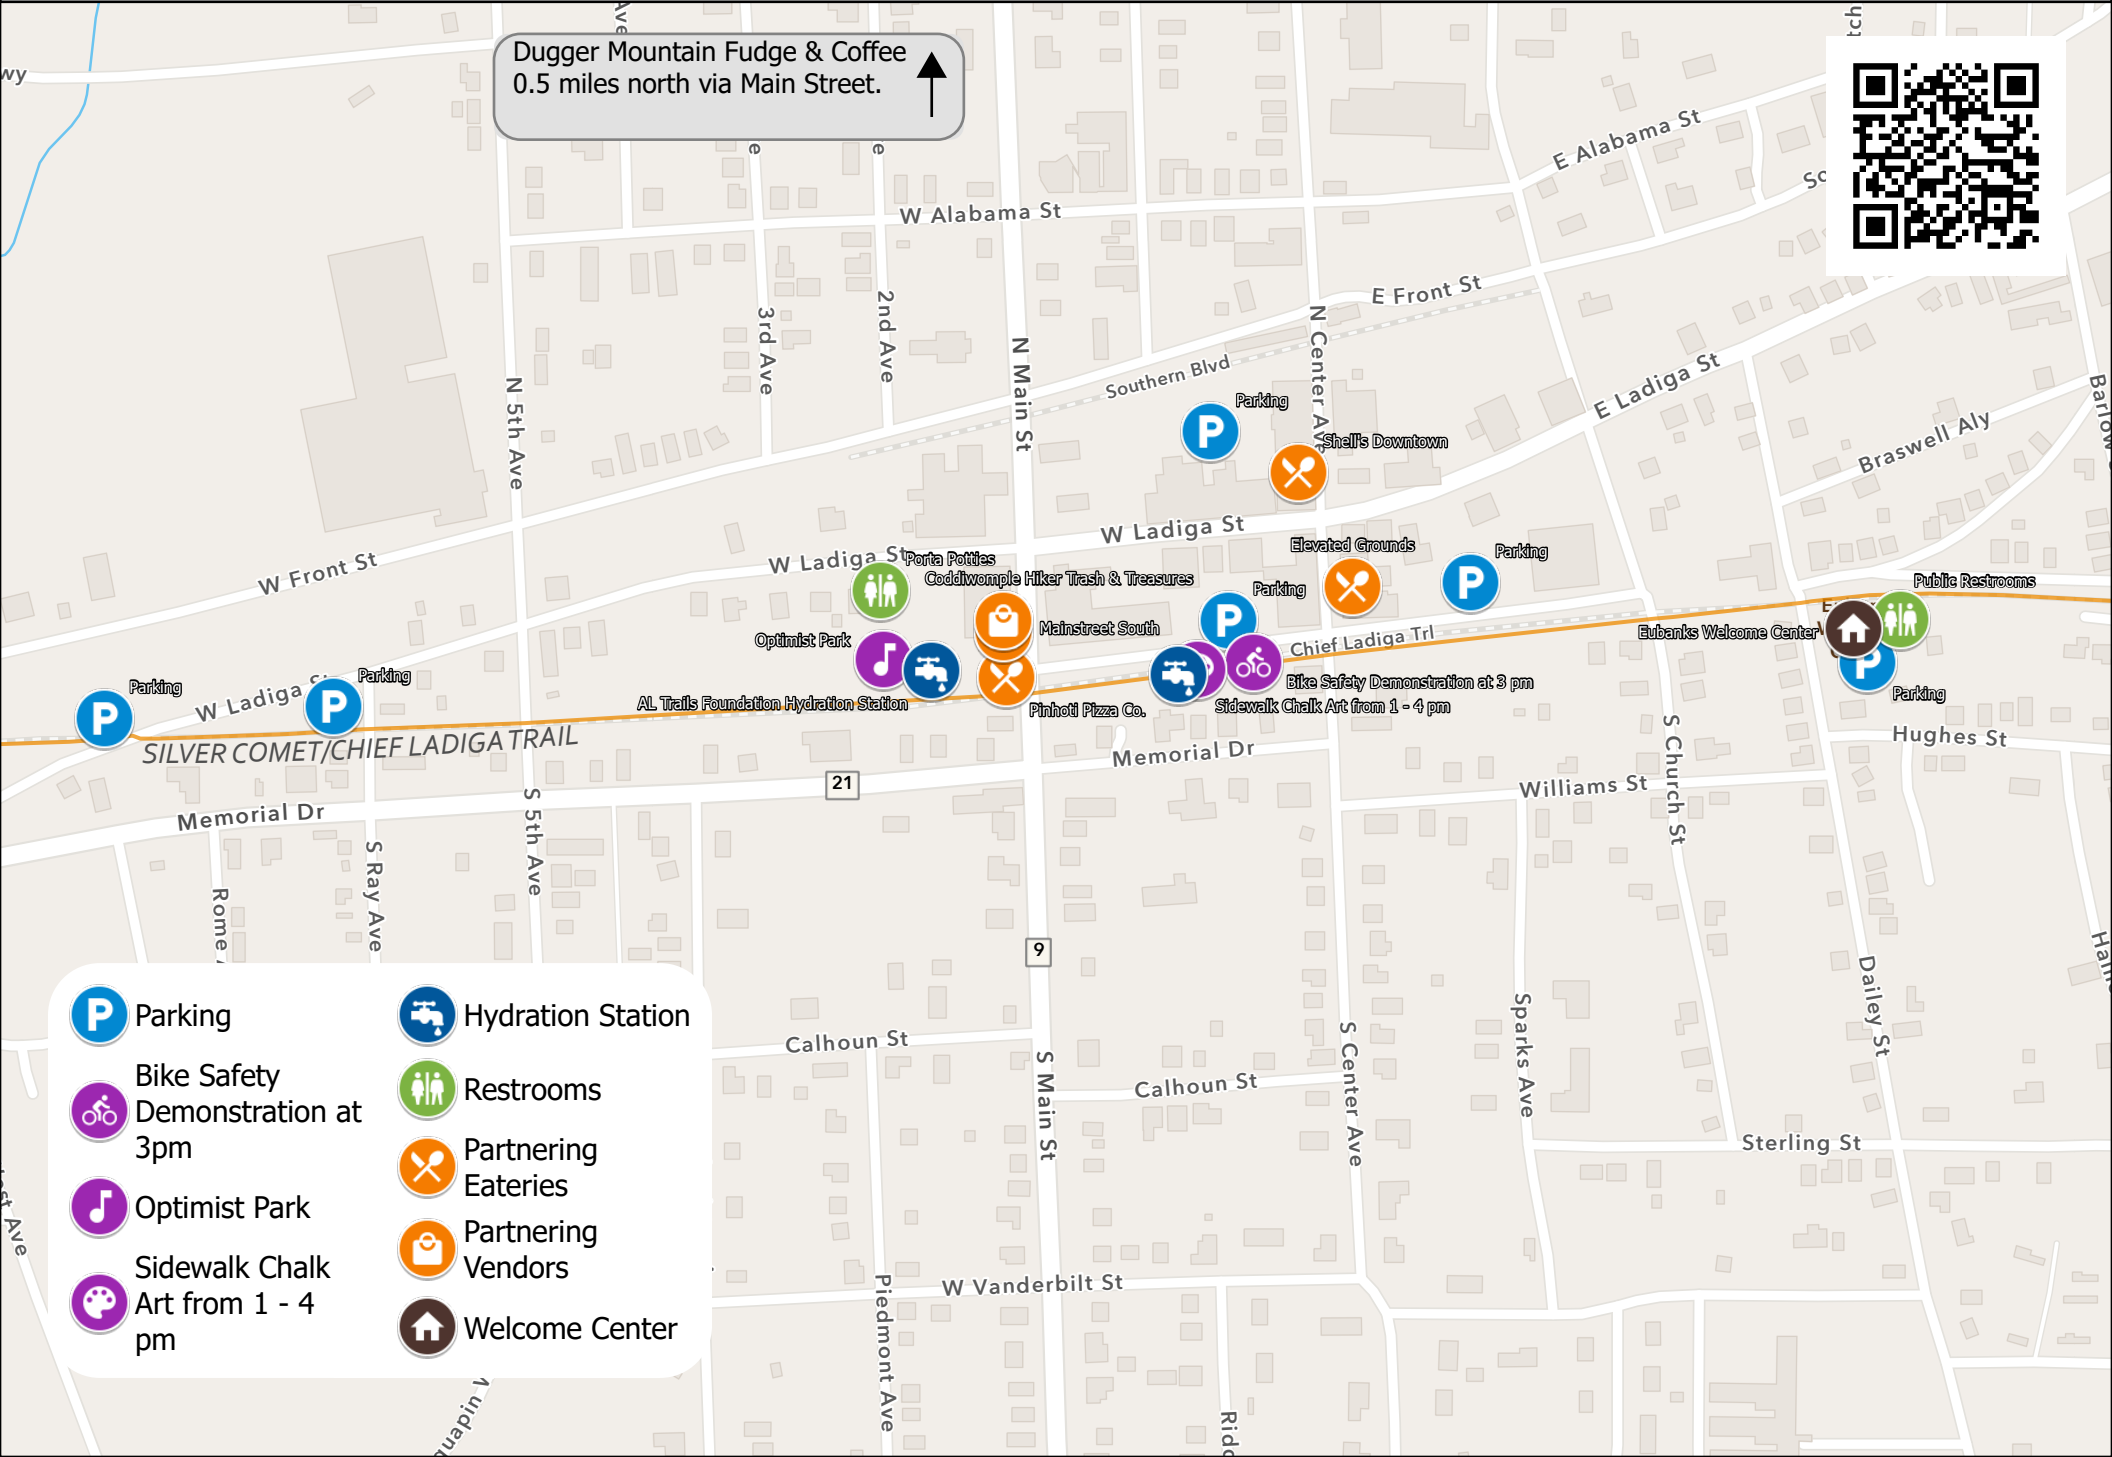 Dugger Mountain Fudge & Coffee
0.5 miles north via Main Street.
wy
Ave
E Alabama St
W Alabama St
E Front St
Southern Blvd
N Center Ave
N Main St
2nd Ave
3rd Ave
N 5th Ave
E Ladiga St
Braswell Aly
Parking
Shell's Downtown
W Ladiga St
W Ladiga St
W Front St
Porta Potties
Coddiwomple Hiker Trash & Treasures
Elevated Grounds
Parking
Parking
Mainstreet South
Optimist Park
Chief Ladiga Trl
Public Restrooms
Eubanks Welcome Center
Parking
Parking
Parking
W Ladiga St
AL Trails Foundation Hydration Station
Pinhoti Pizza Co.
Bike Safety Demonstration at 3 pm
Sidewalk Chalk Art from 1 - 4 pm
SILVER COMET/CHIEF LADIGA TRAIL
Memorial Dr
Hughes St
21
Memorial Dr
Williams St
S Church St
S 5th Ave
S Ray Ave
Rome
9
Dailey St
Calhoun St
Calhoun St
S Main St
S Center Ave
Sparks Ave
Sterling St
W Vanderbilt St
Piedmont Ave
Parking
Bike Safety
Demonstration at
3pm
Optimist Park
Sidewalk Chalk
Art from 1 - 4
pm
Hydration Station
Restrooms
Partnering
Eateries
Partnering
Vendors
Welcome Center